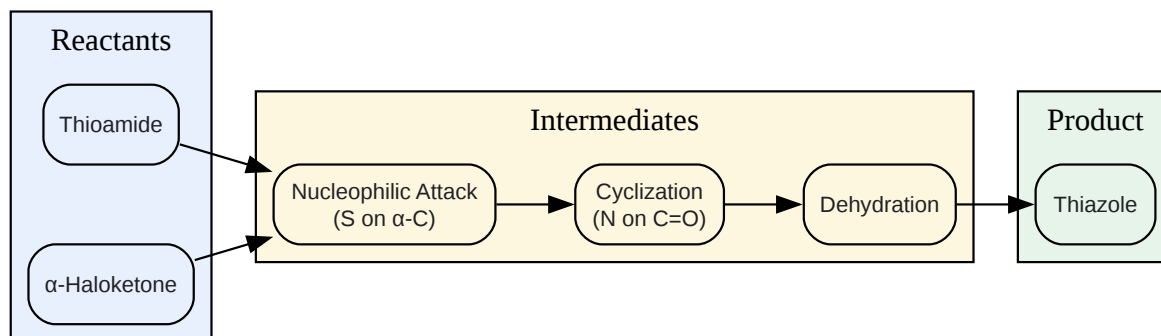 Reactants
Thioamide
α-Haloketone
Intermediates
Nucleophilic Attack
(S on α-C)
Cyclization
(N on C=O)
Dehydration
Product
Thiazole